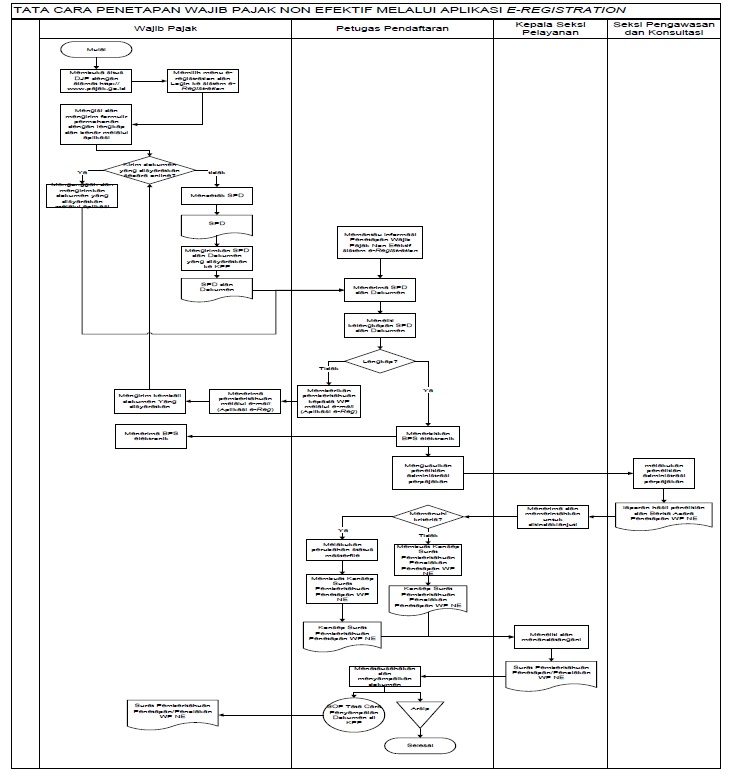 TATA CARA PENETAPAN WAJIB PAJAK NON EFEKTIF MELALUI APLIKASI E-REGISTRATION
Wajib Pajak
Petugas Pendaftaran
Kepala Seksi
Pelayanan
Seksi Pengawasan
dan Konsultasi
Mulai
Membuka situs
DJP dengan
alamat http://
www.pajak.go.id
Memilih menu e-
registration dan
Login ke sistem e-
Registration
Mengisi dan
mengirim formulir
permohonan
dengan lengkap
dan benar melalui
aplikasi
Kirim dokumen
yang disyaratkan
secara online?
Ya
tidak
Mengunggah dan
mengirimkan
dokumen yang
disyaratkan
melalui aplikasi
Mencetak SPD
SPD
Mengirimkan SPD
dan Dokumen
yang disyaratkan
ke KPP
SPD dan
Dokumen
Memantau informasi
Penetapan Wajib
Pajak Non Efektif
sistem e-Registration
Menerima SPD
dan Dokumen
Meneliti
kelengkapan SPD
dan Dokumen
Lengkap?
Tidak
Ya
Memberikan
pemberitahuan
kepada WP
melalui e-mail
(Aplikasi e-Reg)
Menerima
pemberitahuan
melalui e-mail
(Aplikasi e-Reg)
Mengirim kembali
dokumen Yang
disyaratkan
Menerbitkan
BPS elektronik
Menerima BPS
elektronik
Mengusulkan
penelitian
administrasi
perpajakan
melakukan
penelitian
administrasi
perpajakan
laporan hasil penelitian
dan Berita Acara
Penetapan WP NE
Menerima dan
memerintahkan
untuk
ditindaklanjuti
Memenuhi
kriteria?
Ya
Tidak
Melakukan
perubahan status
masterfile
Membuat Konsep
Surat
Pemberitahuan
Penolakan
Penetapan WP
NE
Membuat Konsep
Surat
Pemberitahuan
Penetapan WP
NE
Konsep Surat
Pemberitahuan
Penolakan
Penetapan WP NE
Konsep Surat
Pemberitahuan
Penetapan WP NE
Meneliti dan
menandatangani
Surat Pemberitahuan
Penetapan/Penolakan
WP NE
Menatausahakan
dan
menyampaikan
dokumen
SOP Tata Cara
Penyampaian
Dokumen di
KPP
Arsip
Surat Pemberitahuan
Penetapan/Penolakan
WP NE
Selesai